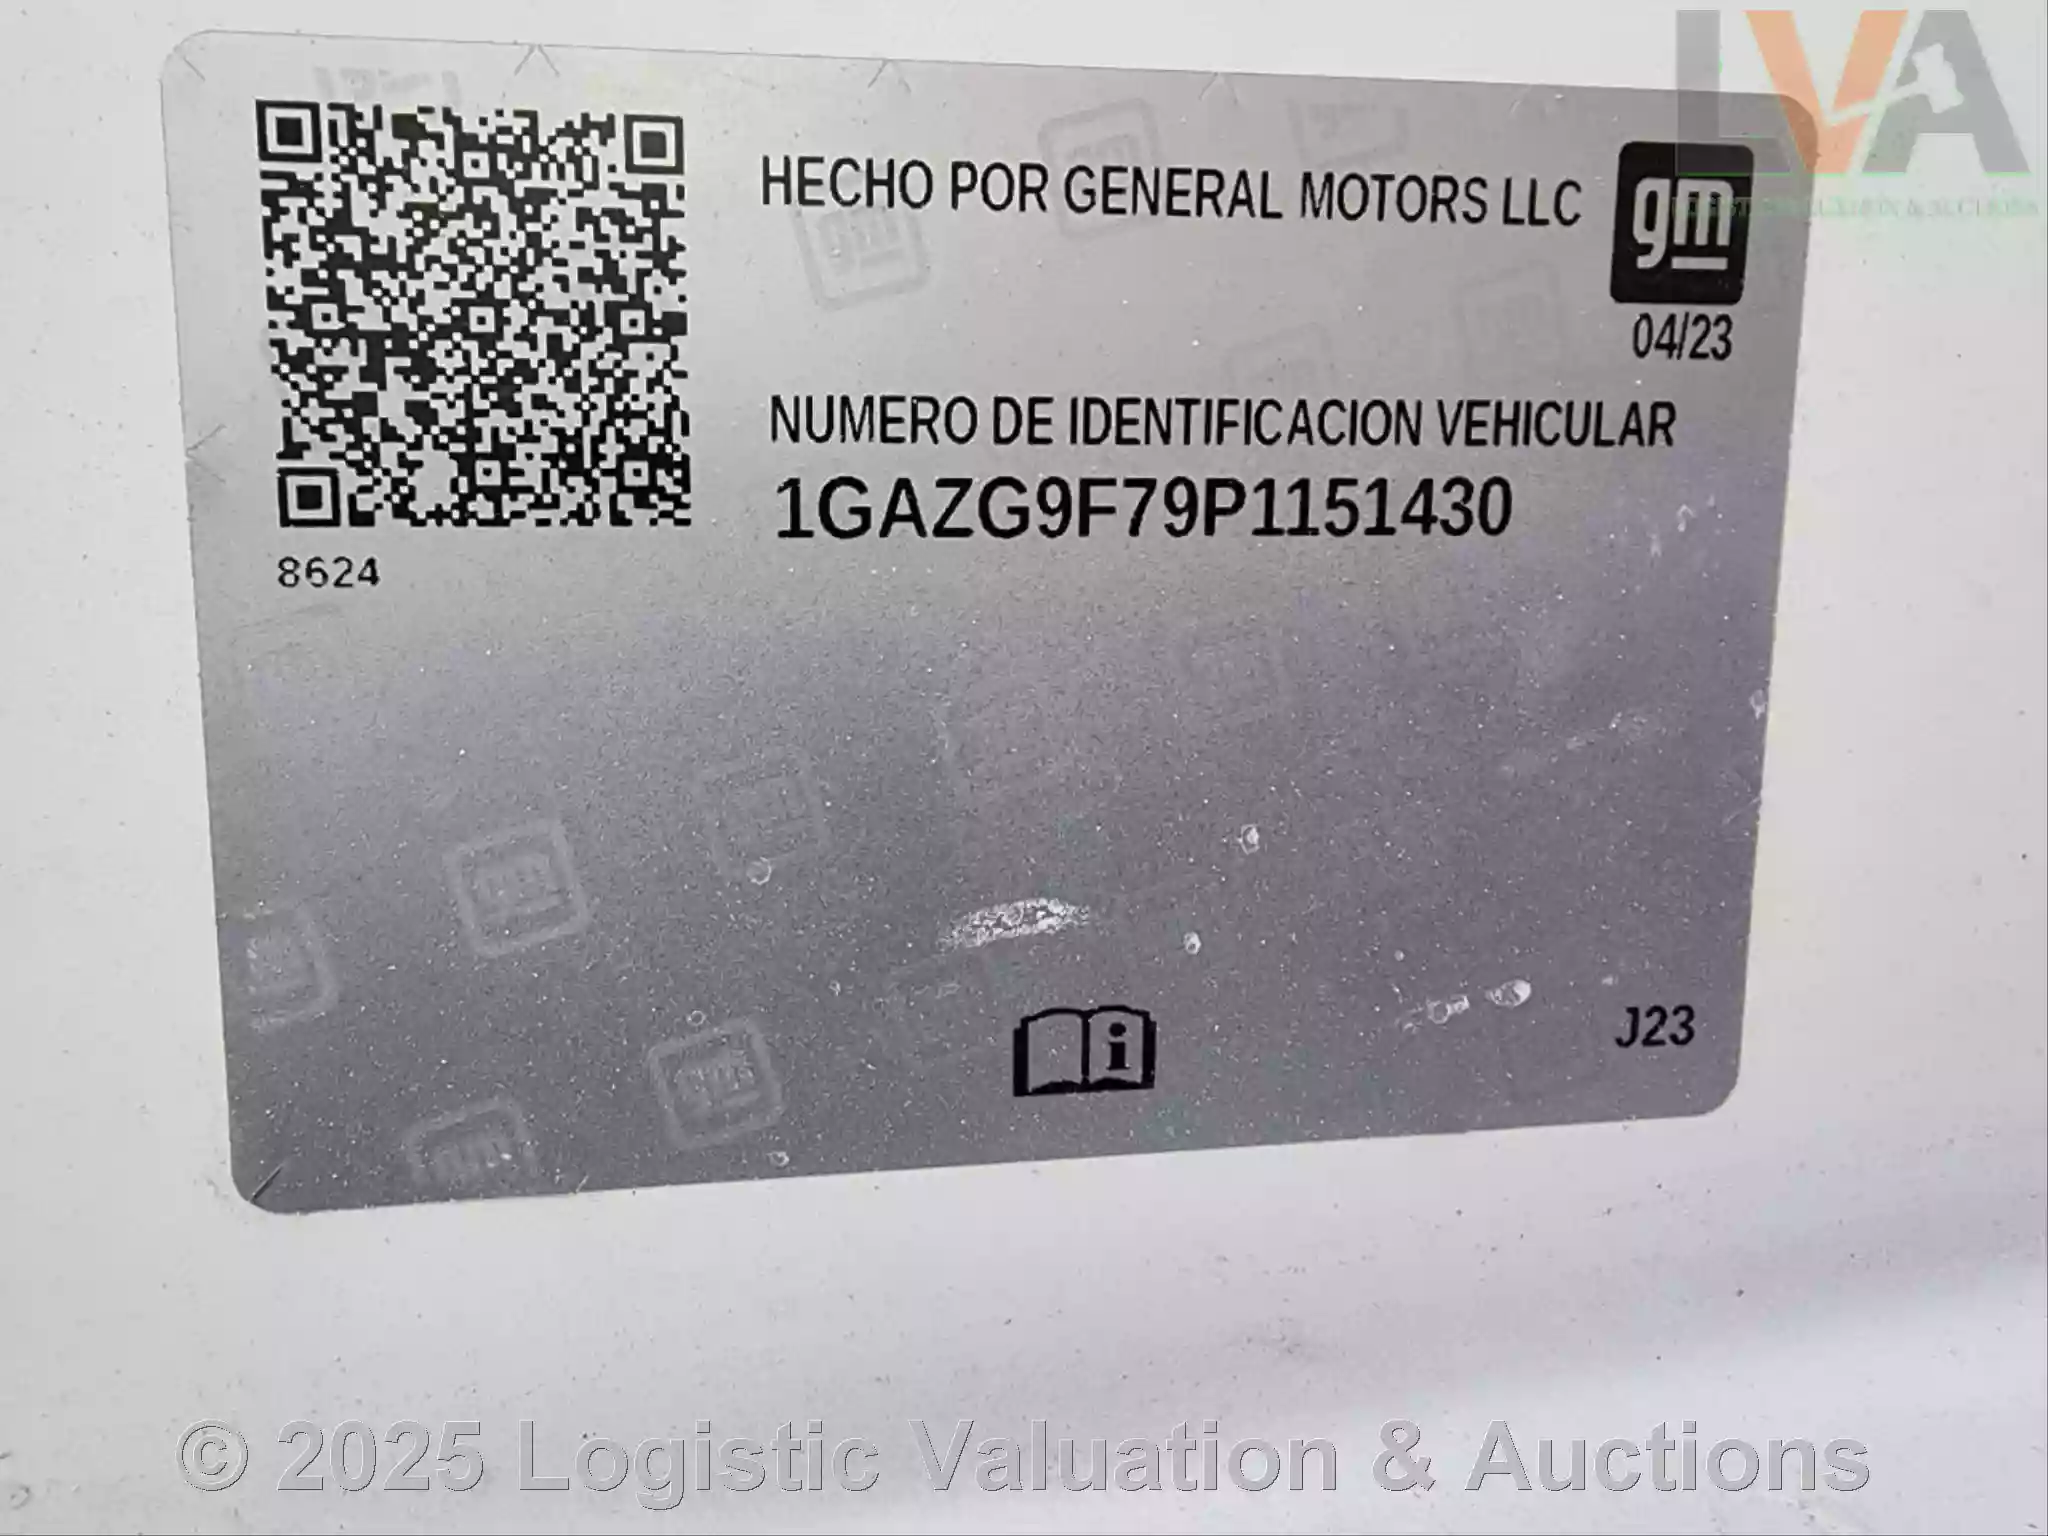 LVA
HECHO POR GENERAL MOTORS LLC
gm
04/23
NUMERO DE IDENTIFICACION VEHICULAR
1GAZG9F79P1151430
8624
J23
© 2025 Logistic Valuation & Auctions